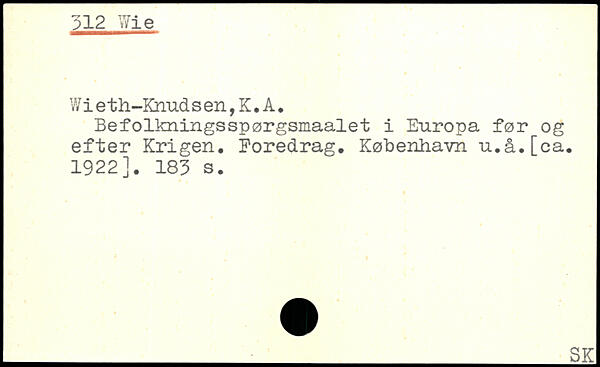 312 Wie
Wieth-Knudsen,K.A.
Befolkningsspørgsmaalet i Europa før og
efter Krigen. Foredrag. København u.å.[ca.
1922]. 183 s.
SK